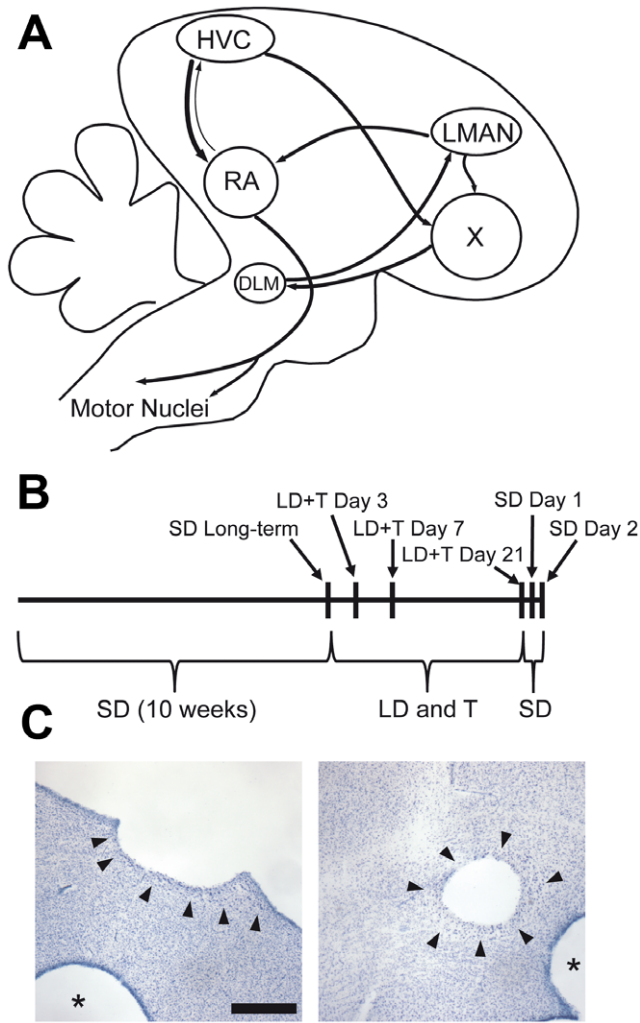 A
HVC
LMAN
RA
X
DLM
Motor Nuclei
B
LD+T Day 3
SD Day 1
SD Long-term
LD+T Day 7
SD Day 2
LD+T Day 21
SD (10 weeks)
LD and T
SD
C
*
*